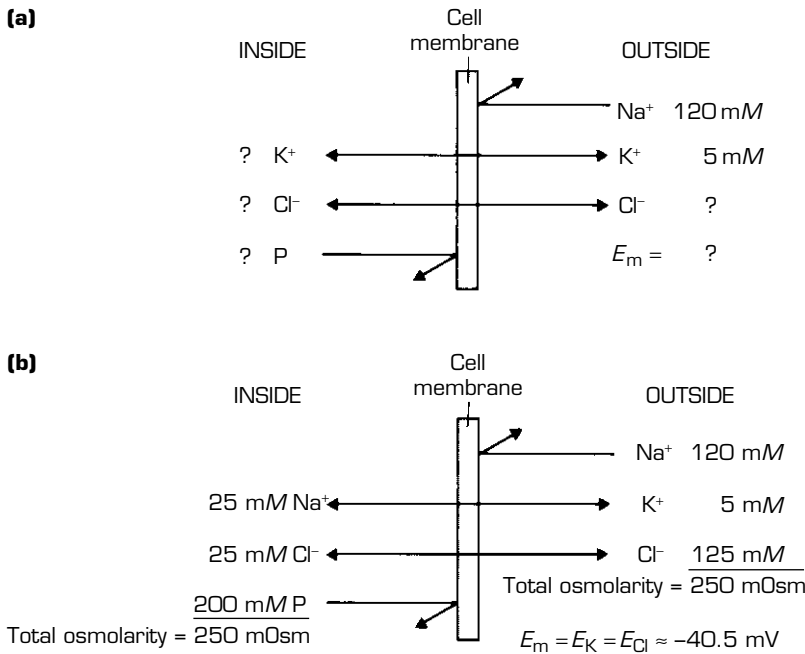 (a)
Cell
membrane
INSIDE
OUTSIDE
Na⁺ 120 mM
? K⁺
K⁺ 5 mM
? Cl⁻
Cl⁻ ?
? P
Eₘ = ?
(b)
Cell
membrane
INSIDE
OUTSIDE
Na⁺ 120 mM
25 mM Na⁺
K⁺ 5 mM
25 mM Cl⁻
Cl⁻ 125 mM
Total osmolarity = 250 mOsm
200 mM P
Total osmolarity = 250 mOsm
Eₘ = E_K = E_Cl ≈ –40.5 mV